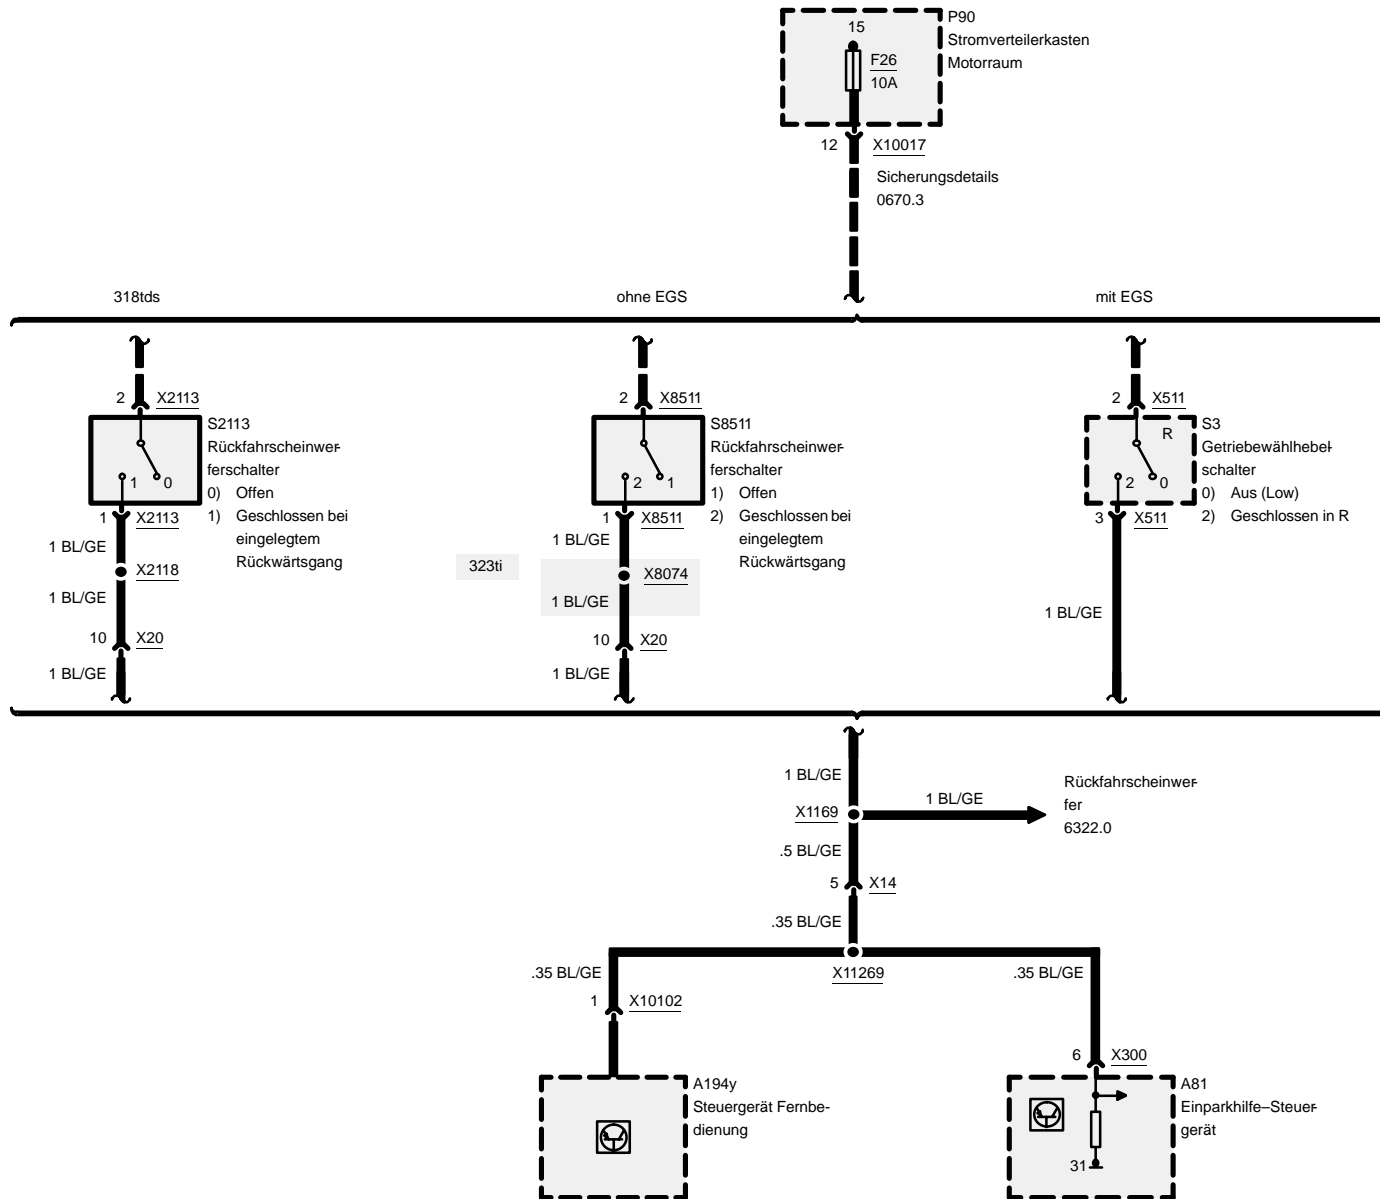 P90
15
Stromverteilerkasten
Motorraum
F26
10A
12 X10017
Sicherungsdetails
0670.3
318tds
ohne EGS
mit EGS
2 X2113
S2113
Rückfahrscheinwer-
ferschalter
1 0
0) Offen
1) Geschlossen bei
eingelegtem
Rückwärtsgang
1 X2113
1 BL/GE
X2118
1 BL/GE
10 X20
1 BL/GE
2 X8511
S8511
Rückfahrscheinwer-
ferschalter
2 1
1) Offen
2) Geschlossen bei
eingelegtem
Rückwärtsgang
1 X8511
1 BL/GE
323ti
X8074
1 BL/GE
10 X20
1 BL/GE
2 X511
R
S3
Getriebewählhebel-
schalter
2 0
0) Aus (Low)
2) Geschlossen in R
3 X511
1 BL/GE
1 BL/GE
X1169
1 BL/GE
Rückfahrscheinwer-
fer
6322.0
.5 BL/GE
5 X14
.35 BL/GE
X11269
.35 BL/GE
.35 BL/GE
1 X10102
6 X300
A194y
Steuergerät Fernbe-
dienung
A81
Einparkhilfe–Steuer-
gerät
31